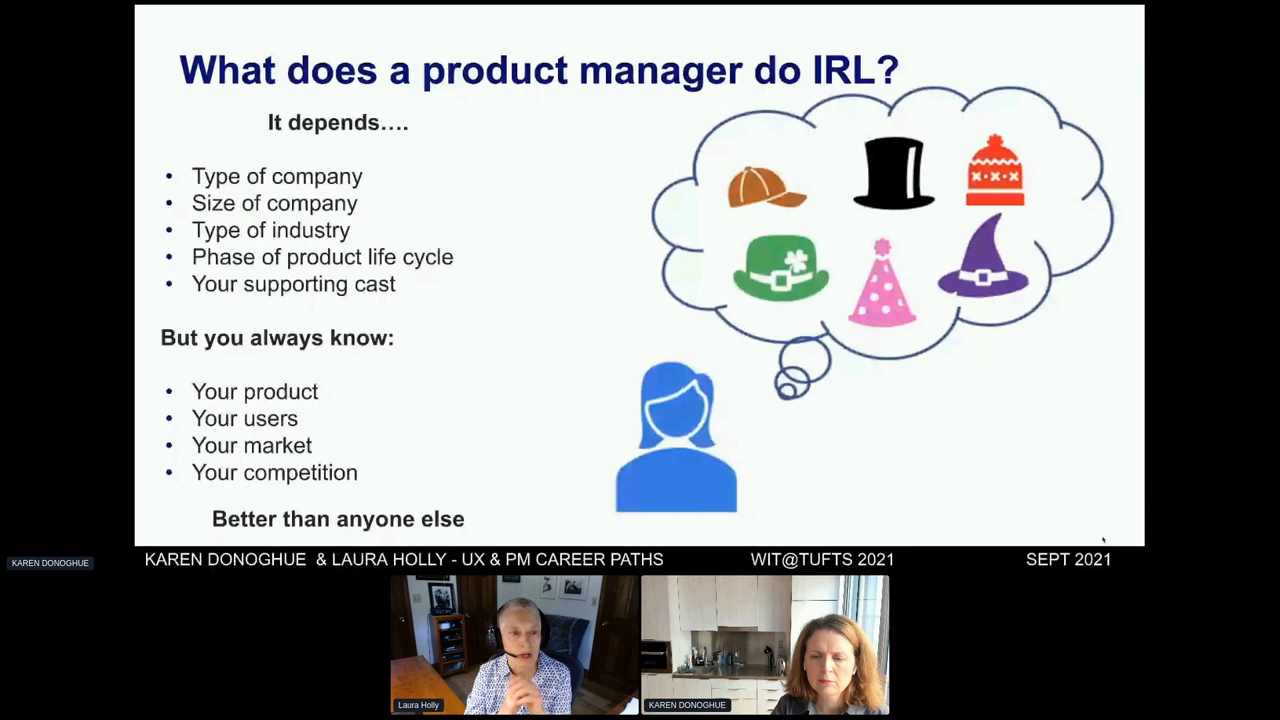 What does a product manager do IRL?
It depends....
• Type of company
• Size of company
• Type of industry
• Phase of product life cycle
• Your supporting cast
But you always know:
• Your product
• Your users
• Your market
• Your competition
Better than anyone else
KAREN DONOGHUE
KAREN DONOGHUE & LAURA HOLLY - UX & PM CAREER PATHS WIT@TUFTS 2021 SEPT 2021
Laura Holly
KAREN DONOGHUE